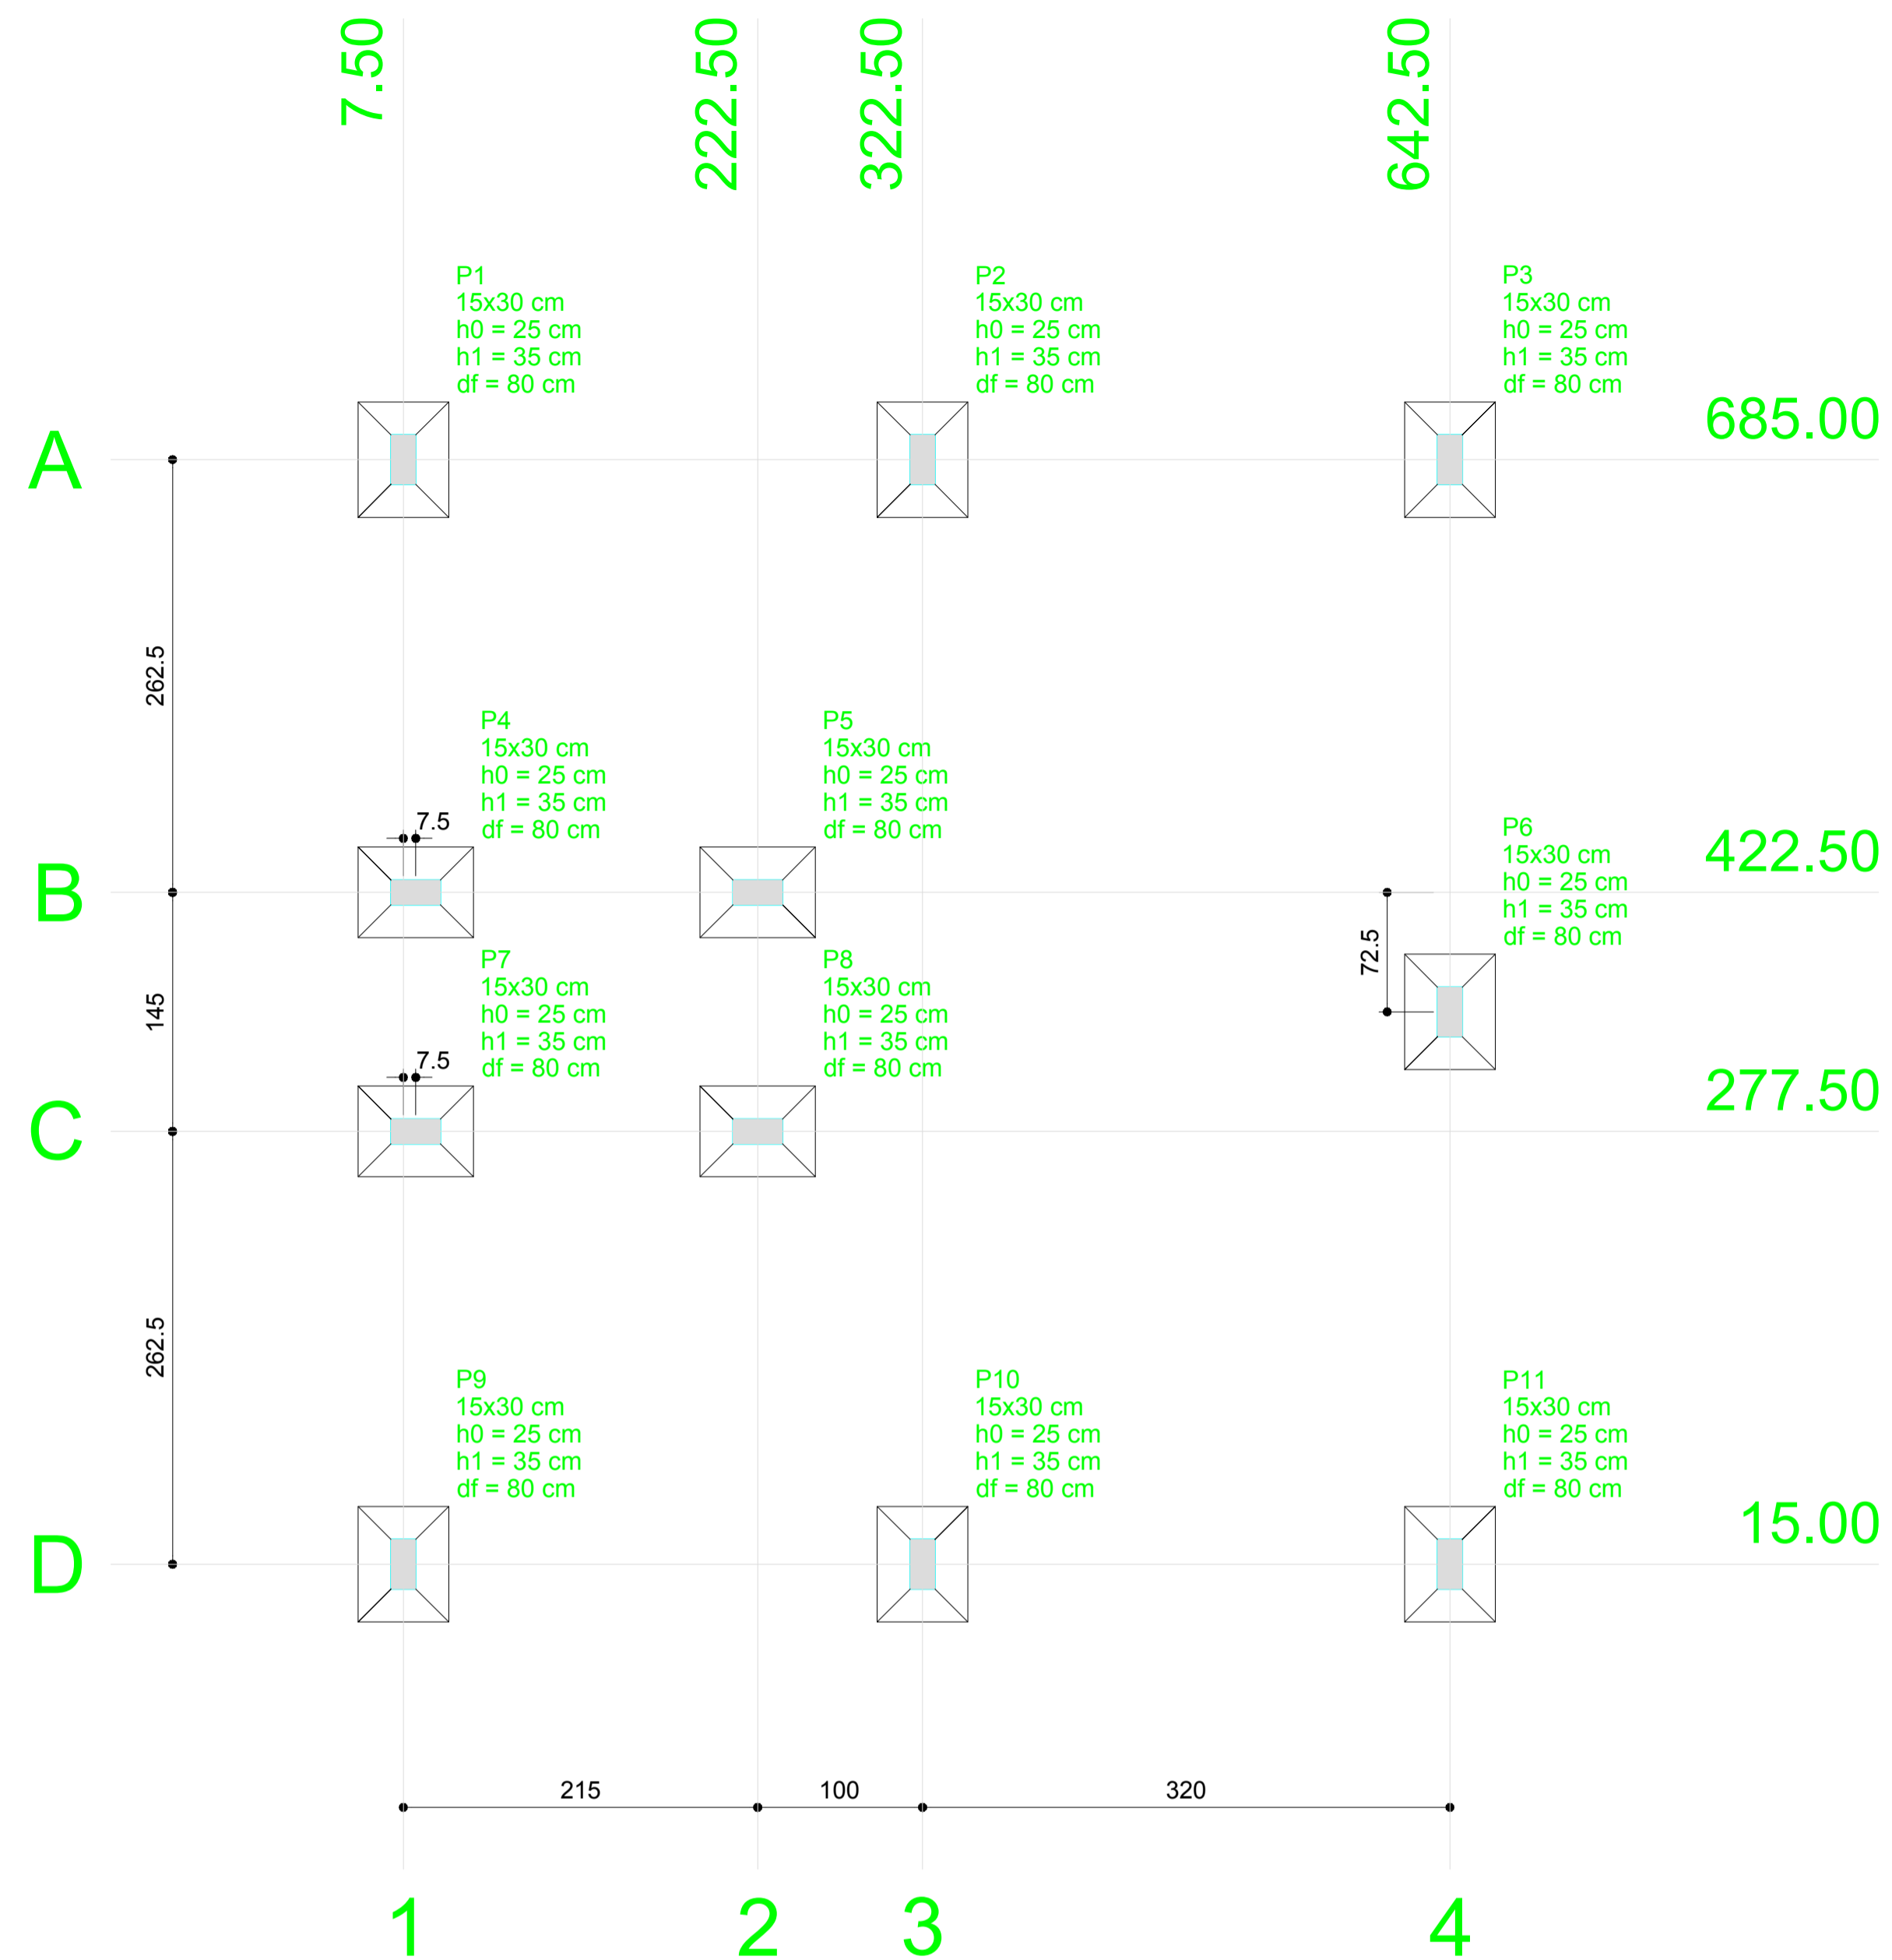 7.50
222.50
322.50
642.50
P1
15x30 cm
h0 = 25 cm
h1 = 35 cm
df = 80 cm
P2
15x30 cm
h0 = 25 cm
h1 = 35 cm
df = 80 cm
P3
15x30 cm
h0 = 25 cm
h1 = 35 cm
df = 80 cm
685.00
A
262.5
P4
15x30 cm
h0 = 25 cm
h1 = 35 cm
df = 80 cm
7.5
P5
15x30 cm
h0 = 25 cm
h1 = 35 cm
df = 80 cm
P6
15x30 cm
h0 = 25 cm
h1 = 35 cm
df = 80 cm
422.50
B
72.5
145
P7
15x30 cm
h0 = 25 cm
h1 = 35 cm
df = 80 cm
7.5
P8
15x30 cm
h0 = 25 cm
h1 = 35 cm
df = 80 cm
277.50
C
262.5
P9
15x30 cm
h0 = 25 cm
h1 = 35 cm
df = 80 cm
P10
15x30 cm
h0 = 25 cm
h1 = 35 cm
df = 80 cm
P11
15x30 cm
h0 = 25 cm
h1 = 35 cm
df = 80 cm
15.00
D
215
100
320
1
2
3
4